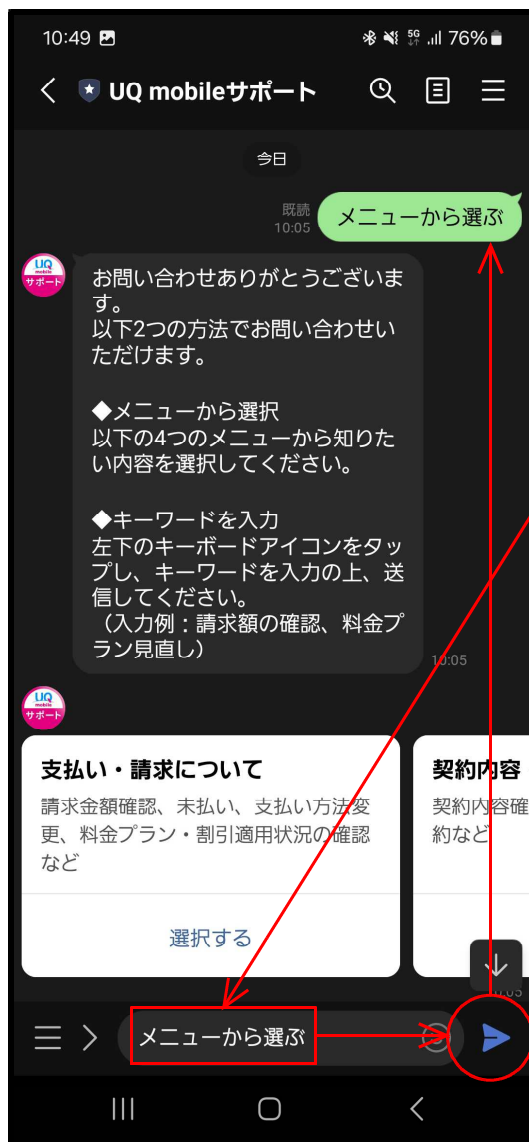 10:49
5G
76%
UQ mobileサポート
今日
既読
10:05
メニューから選ぶ
UQ
mobile
サポート
お問い合わせありがとうございま
す。
以下2つの方法でお問い合わせい
ただけます。
◆メニューから選択
以下の4つのメニューから知りた
い内容を選択してください。
◆キーワードを入力
左下のキーボードアイコンをタッ
プし、キーワードを入力の上、送
信してください。
（入力例：請求額の確認、料金プ
ラン見直し）
10:05
UQ
mobile
サポート
支払い・請求について
請求金額確認、未払い、支払い方法変
更、料金プラン・割引適用状況の確認
など
選択する
契約内容
契約内容確
約など
10:05
メニューから選ぶ